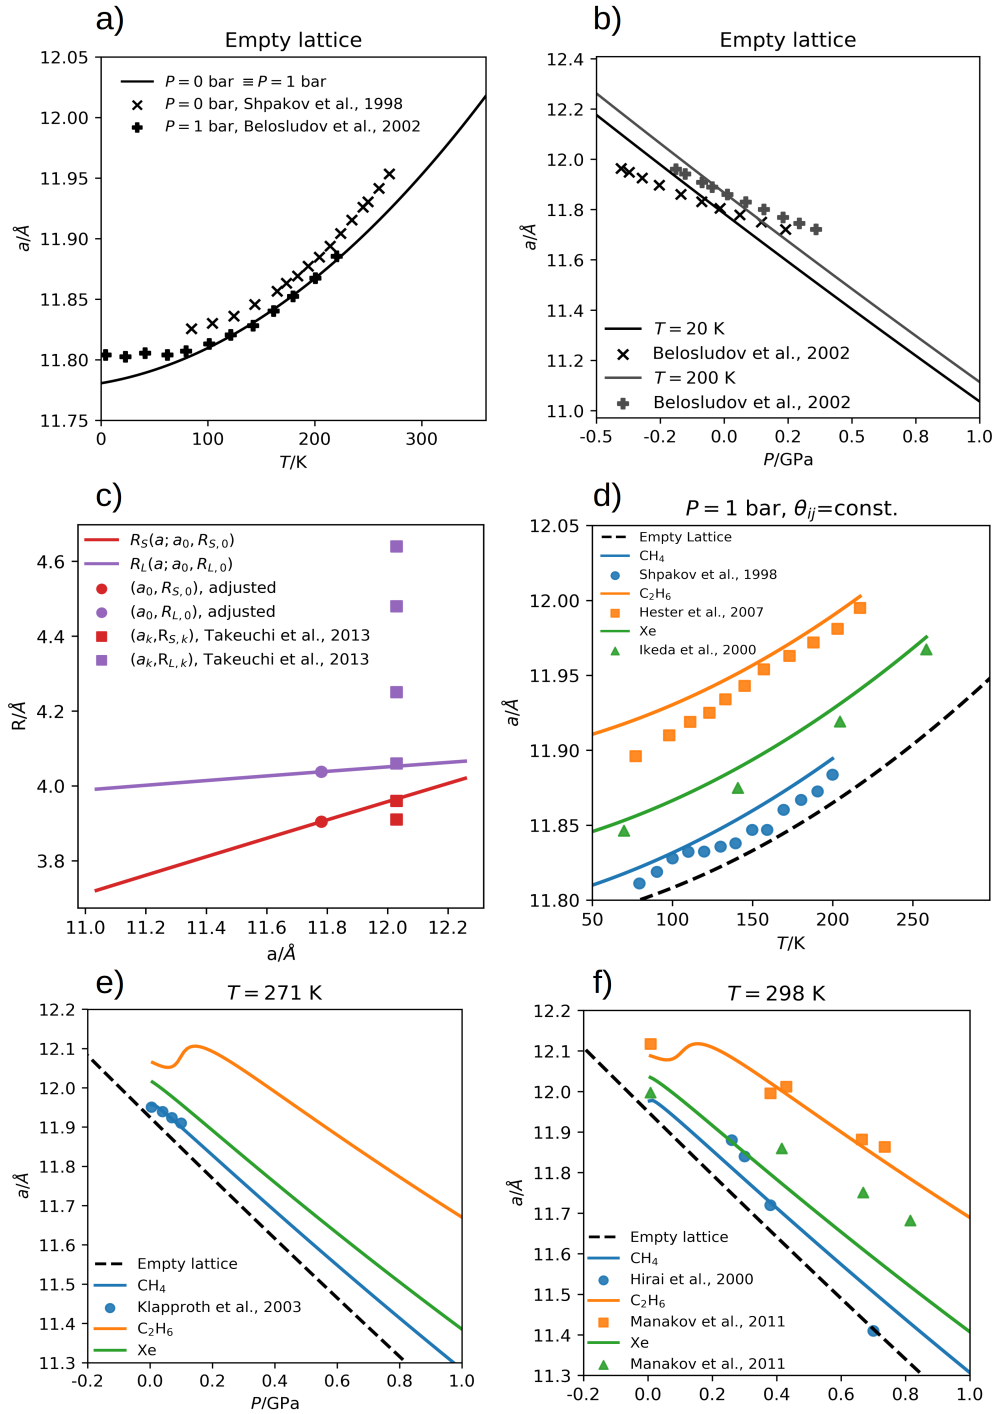 a)
Empty lattice
12.05
12.00
11.95
11.90
11.85
11.80
11.75
a/Å
P = 0 bar ≡ P = 1 bar
P = 0 bar, Shpakov et al., 1998
P = 1 bar, Belosludov et al., 2002
0
100
200
300
T/K
b)
Empty lattice
12.4
12.2
12.0
11.8
11.6
11.4
11.2
11.0
a/Å
T = 20 K
Belosludov et al., 2002
T = 200 K
Belosludov et al., 2002
-0.5
-0.2
0.0
0.2
0.5
0.8
1.0
P/GPa
c)
4.6
4.4
4.2
4.0
3.8
R/Å
R_S(a; a_0, R_{S,0})
R_L(a; a_0, R_{L,0})
(a_0, R_{S,0}), adjusted
(a_0, R_{L,0}), adjusted
(a_k,R_{S,k}), Takeuchi et al., 2013
(a_k,R_{L,k}), Takeuchi et al., 2013
11.0
11.2
11.4
11.6
11.8
12.0
12.2
a/Å
d)
P = 1 bar, θ_{ij}=const.
12.05
12.00
11.95
11.90
11.85
11.80
a/Å
Empty Lattice
CH₄
Shpakov et al., 1998
C₂H₆
Hester et al., 2007
Xe
Ikeda et al., 2000
50
100
150
200
250
T/K
e)
T = 271 K
12.2
12.1
12.0
11.9
11.8
11.7
11.6
11.5
11.4
11.3
a/Å
Empty lattice
CH₄
Klapproth et al., 2003
C₂H₆
Xe
-0.2
0.0
0.2
0.4
0.6
0.8
1.0
P/GPa
f)
T = 298 K
12.2
12.1
12.0
11.9
11.8
11.7
11.6
11.5
11.4
11.3
a/Å
Empty lattice
CH₄
Hirai et al., 2000
C₂H₆
Manakov et al., 2011
Xe
Manakov et al., 2011
-0.2
0.0
0.2
0.4
0.6
0.8
1.0
P/GPa